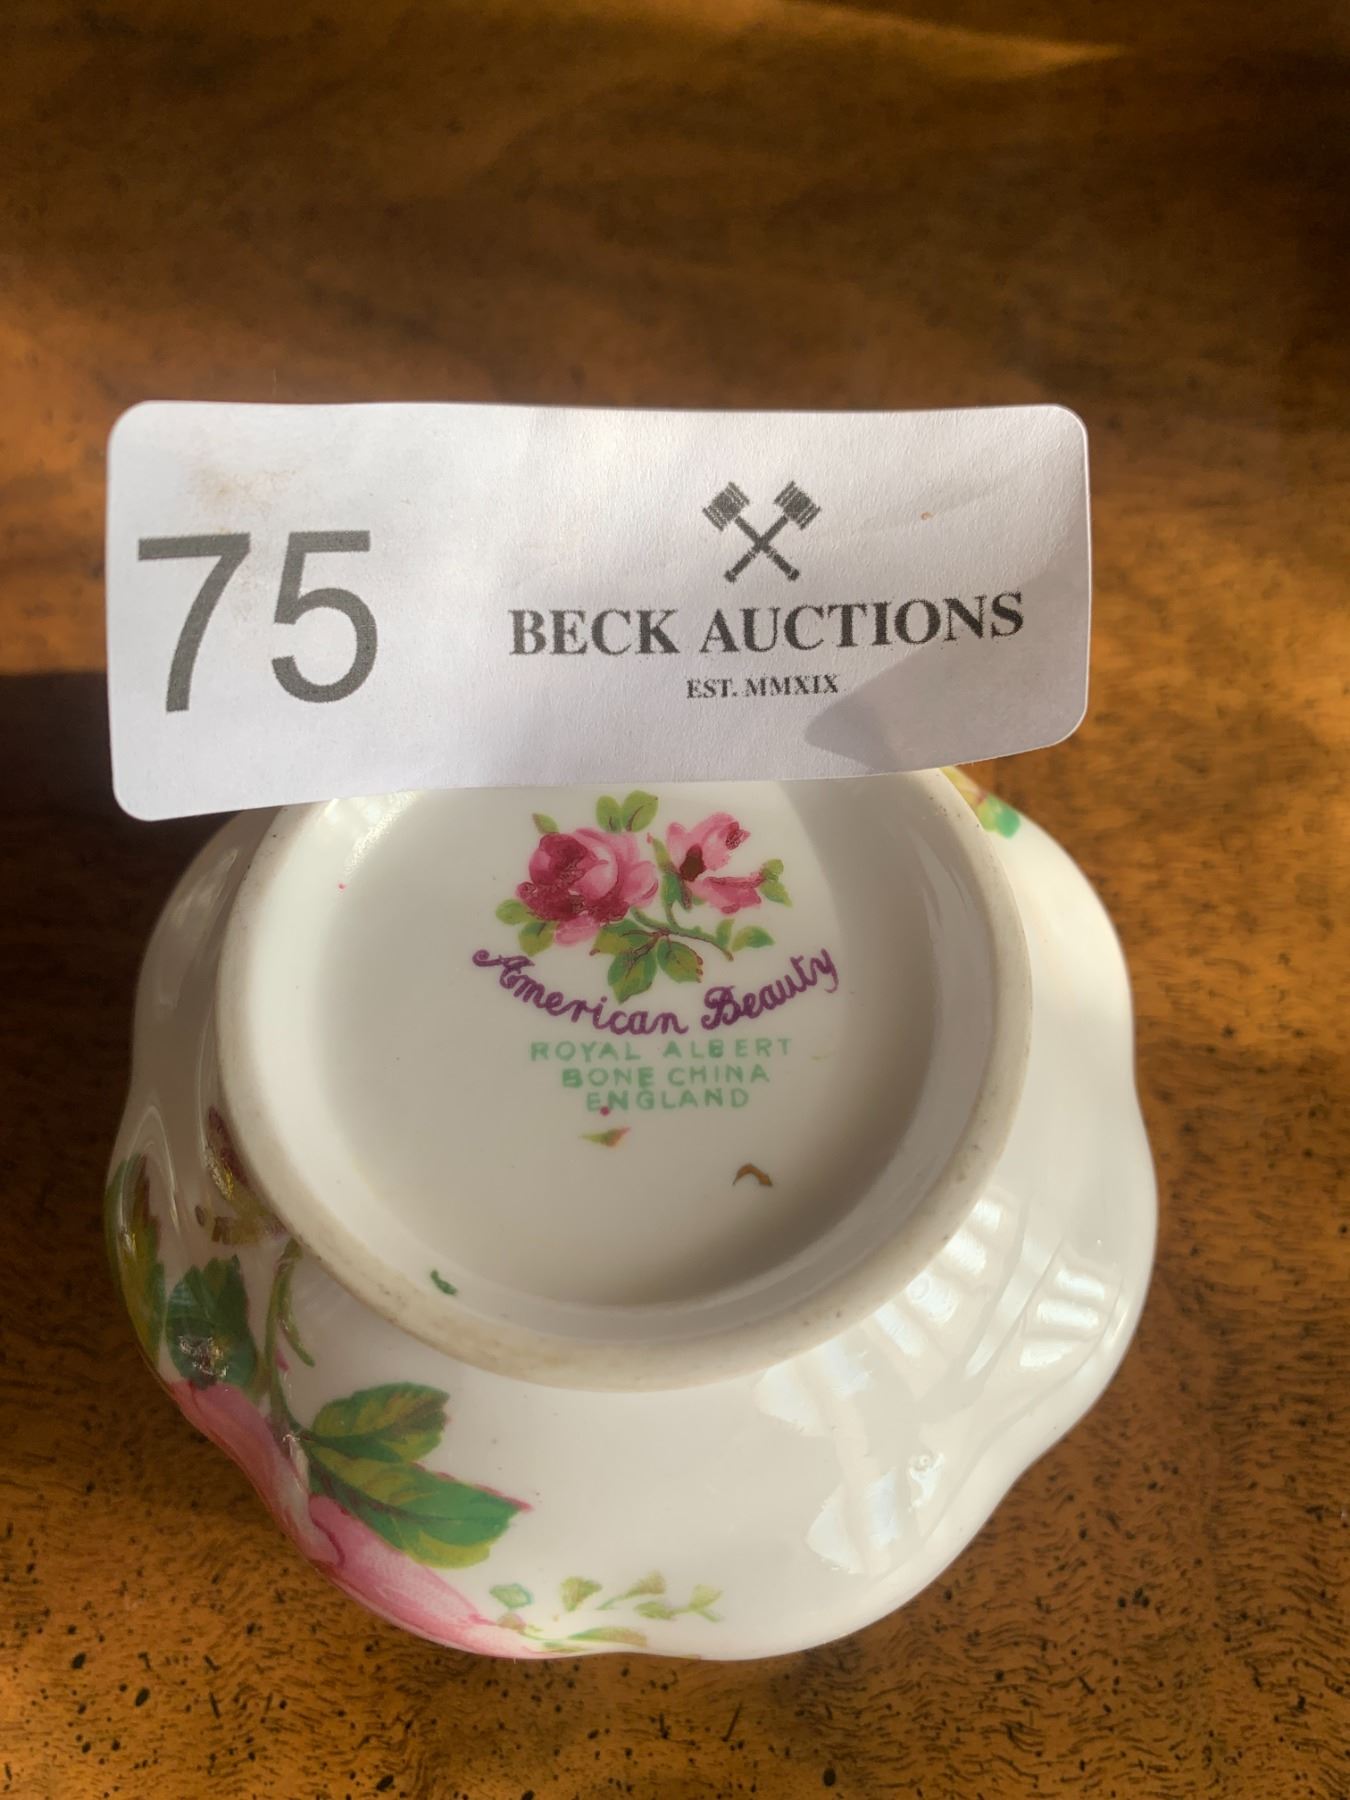 75
BECK AUCTIONS
EST. MMXIX
American Beauty
ROYAL ALBERT
BONE CHINA
ENGLAND